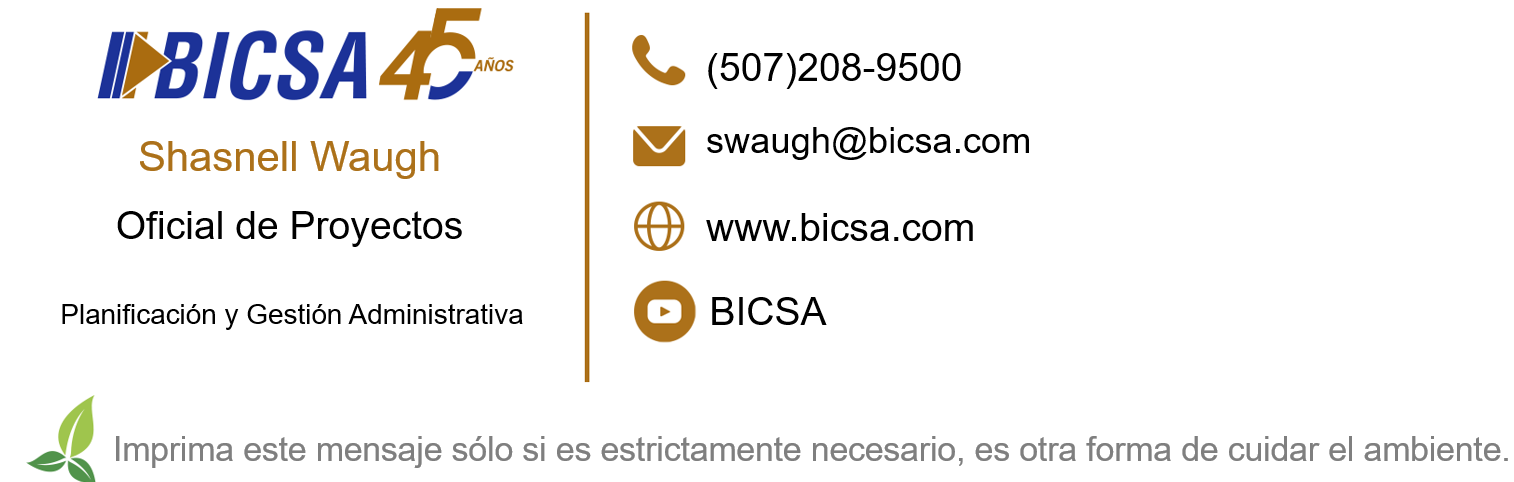 BICSA 45 AÑOS
Shasnell Waugh
Oficial de Proyectos
Planificación y Gestión Administrativa
(507)208-9500
swaugh@bicsa.com
www.bicsa.com
BICSA
Imprima este mensaje sólo si es estrictamente necesario, es otra forma de cuidar el ambiente.